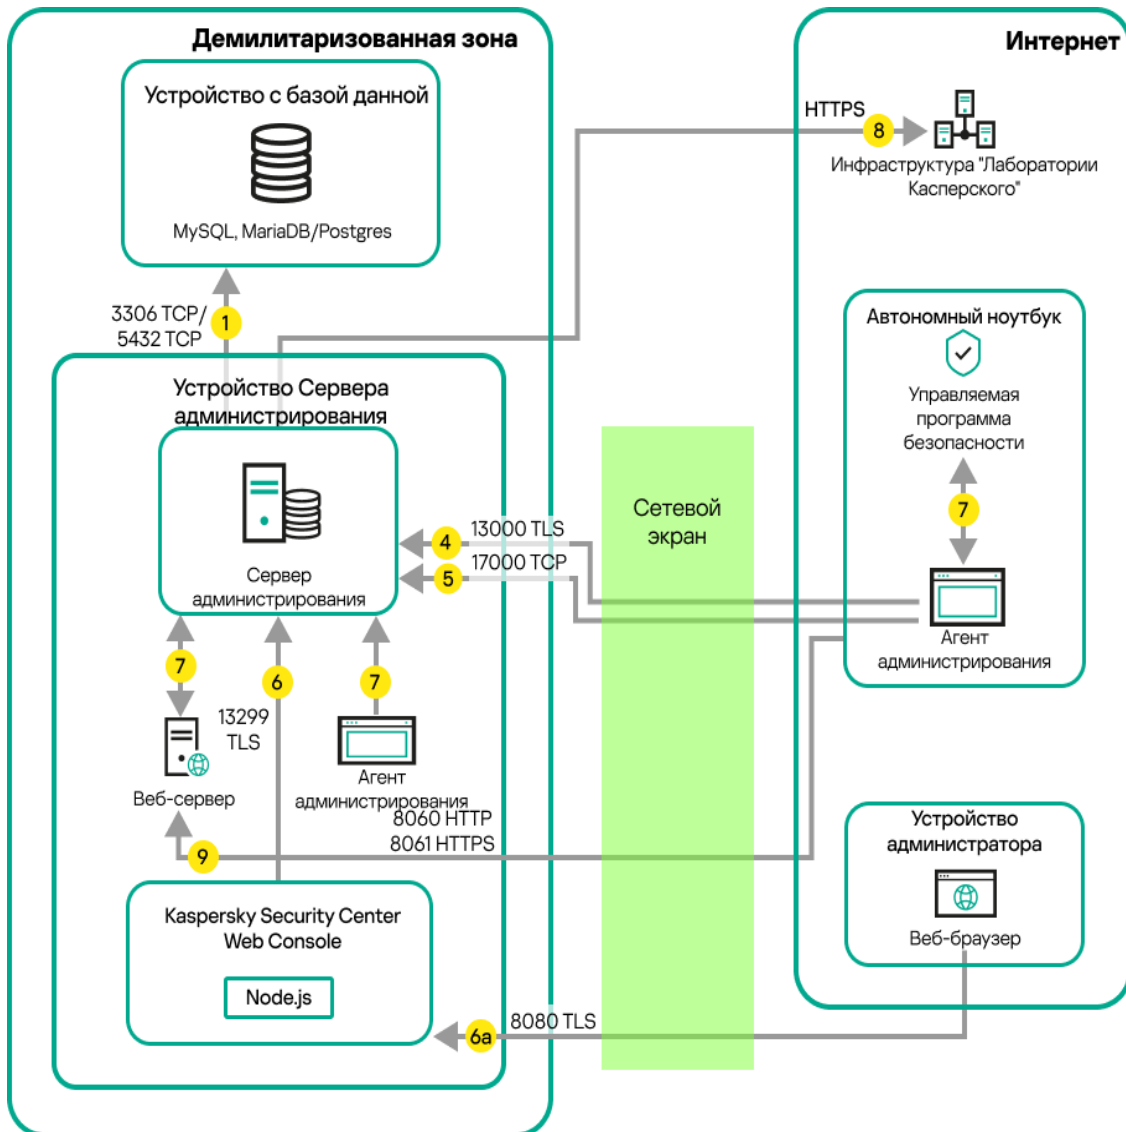 Демилитаризованная зона
Устройство с базой данной
MySQL, MariaDB/Postgres
3306 TCP/
5432 TCP
1
Устройство Сервера
администрирования
Сервер
администрирования
4
13000 TLS
5
17000 TCP
7
6
7
13299
TLS
Веб-сервер
Агент
администрирования
8060 HTTP
8061 HTTPS
9
Kaspersky Security Center
Web Console
Node.js
6a
8080 TLS
Сетевой
экран
Интернет
HTTPS
8
Инфраструктура "Лаборатории
Касперского"
Автономный ноутбук
Управляемая
программа
безопасности
7
Агент
администрирования
Устройство
администратора
Веб-браузер